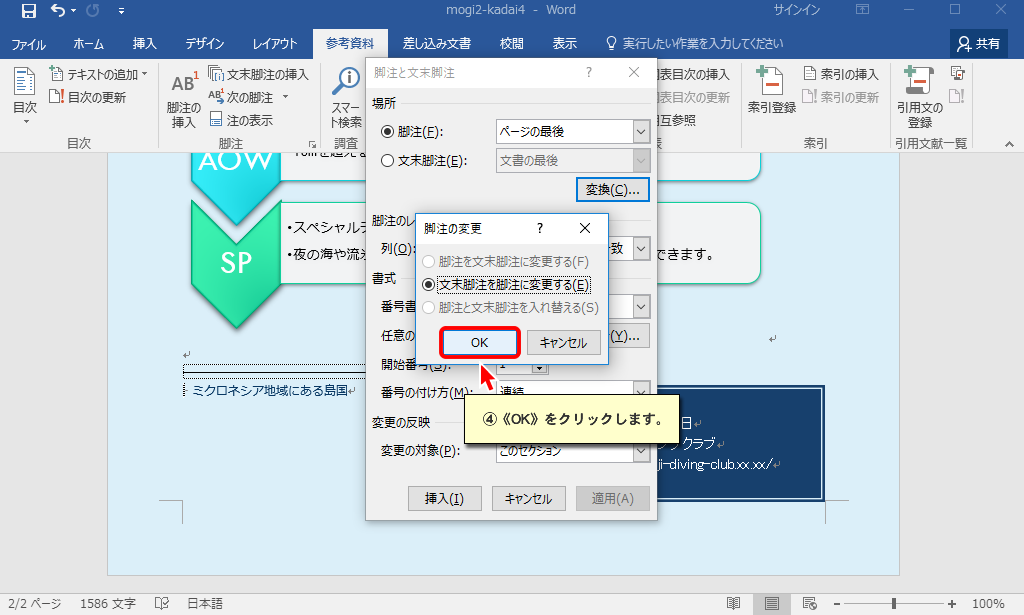 mogi2-kadai4 - Word
サインイン
ファイル ホーム 挿入 デザイン レイアウト 参考資料 差し込み文書 校閲 表示 実行したい作業を入力してください 共有
目次
テキストの追加
目次の更新
目次
AB1
脚注の挿入
文末脚注の挿入
次の脚注
注の表示
脚注
スマート検索
調査
表目次の挿入
表目次の更新
互参照
索引登録
索引の挿入
索引の更新
索引
引用文の登録
引用文献一覧
脚注と文末脚注 ?
場所
脚注(F): ページの最後
文末脚注(E): 文書の最後
変換(C)...
脚注のレ
列(O): 致
書式
番号書
任意の (Y)...
開始番号(S): 1
番号の付け方(M): 連続
変更の反映
変更の対象(P): このセクション
挿入(I) キャンセル 適用(A)
脚注の変更 ?
脚注を文末脚注に変更する(F)
文末脚注を脚注に変更する(E)
脚注と文末脚注を入れ替える(S)
OK キャンセル
④《OK》をクリックします。
AOW
SP
•スペシャルラ
•夜の海や流氷
できます。
ミクロネシア地域にある島国
日
クラブ
ji-diving-club.xx.xx/
2/2 ページ 1586 文字 日本語
100%